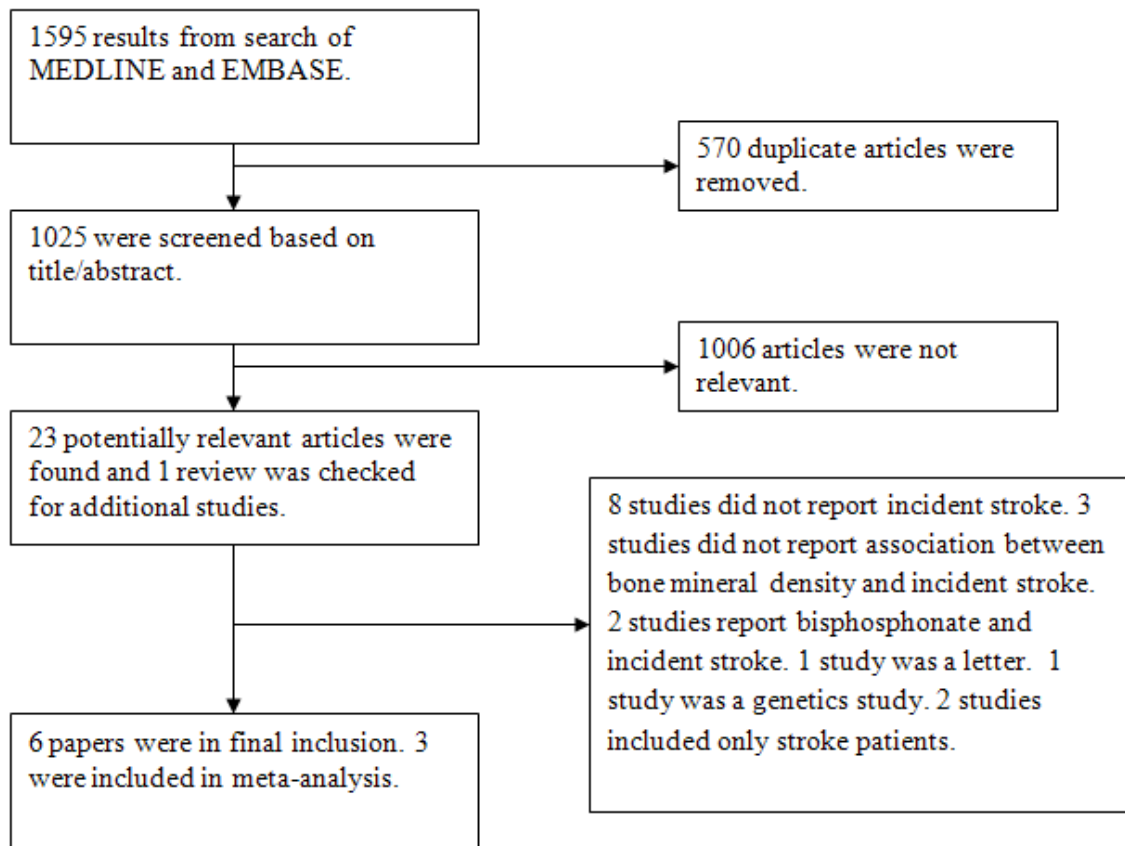 1595 results from search of
MEDLINE and EMBASE.
570 duplicate articles were
removed.
1025 were screened based on
title/abstract.
1006 articles were not
relevant.
23 potentially relevant articles were
found and 1 review was checked
for additional studies.
8 studies did not report incident stroke. 3
studies did not report association between
bone mineral density and incident stroke.
2 studies report bisphosphonate and
incident stroke. 1 study was a letter. 1
study was a genetics study. 2 studies
included only stroke patients.
6 papers were in final inclusion. 3
were included in meta-analysis.